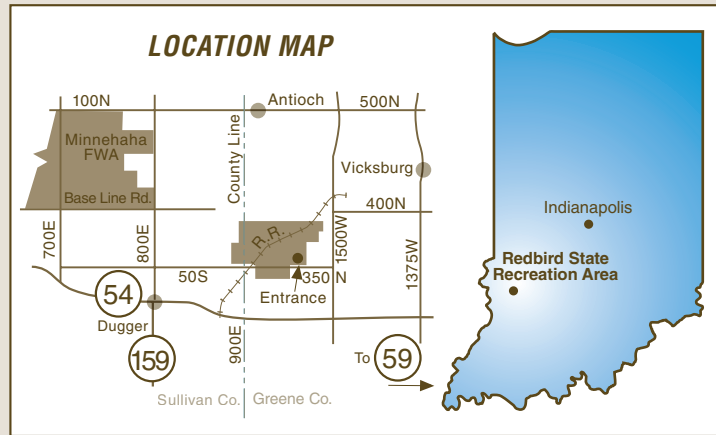 LOCATION MAP
100N
Antioch
500N
Minnehaha
FWA
County Line
Vicksburg
Base Line Rd.
400N
700E
800E
R.R.
1500W
1375W
50S
350 N
Entrance
54
Dugger
159
900E
To 59
Sullivan Co.
Greene Co.
Indianapolis
Redbird State
Recreation Area